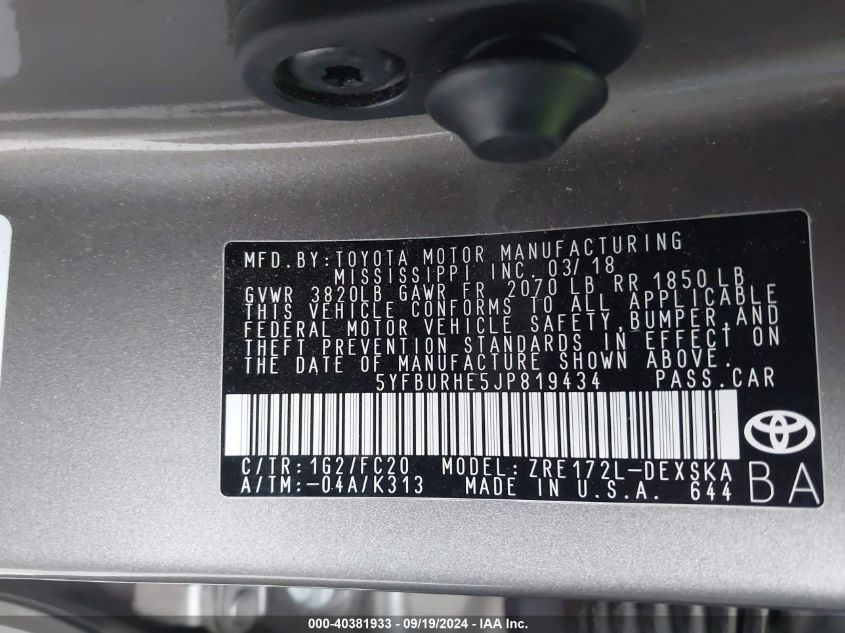 MFD.BY:TOYOTA MOTOR MANUFACTURING
MISSISSIPPI INC. 03/18
GVWR 3820LB GAWR FR 2070 LB RR 1850LB
THIS VEHICLE CONFORMS TO ALL APPLICABLE
FEDERAL MOTOR VEHICLE SAFETY,BUMPER,AND
THEFT PREVENTION STANDARDS IN EFFECT ON
THE DATE OF MANUFACTURE SHOWN ABOVE.
5YFBURHE5JP819434 PASS.CAR
C/TR:1G2/FC20 MODEL:ZRE172L-DEXSKA
A/TM:-04A/K313 MADE IN U.S.A. 644 BA
000-40381933 - 09/19/2024 - IAA Inc.